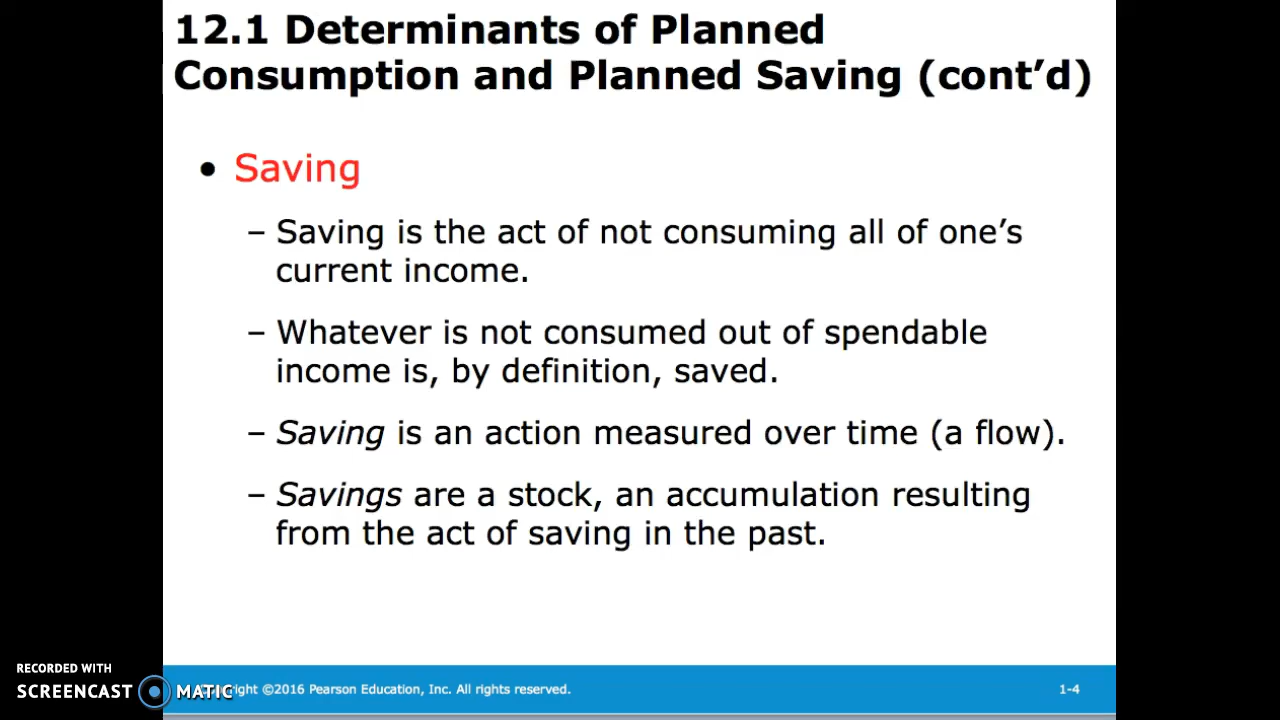 12.1 Determinants of Planned
Consumption and Planned Saving (cont’d)
• Saving
– Saving is the act of not consuming all of one’s
current income.
– Whatever is not consumed out of spendable
income is, by definition, saved.
– Saving is an action measured over time (a flow).
– Savings are a stock, an accumulation resulting
from the act of saving in the past.
RECORDED WITH
SCREENCAST MATIC
©2016 Pearson Education, Inc. All rights reserved.
1-4